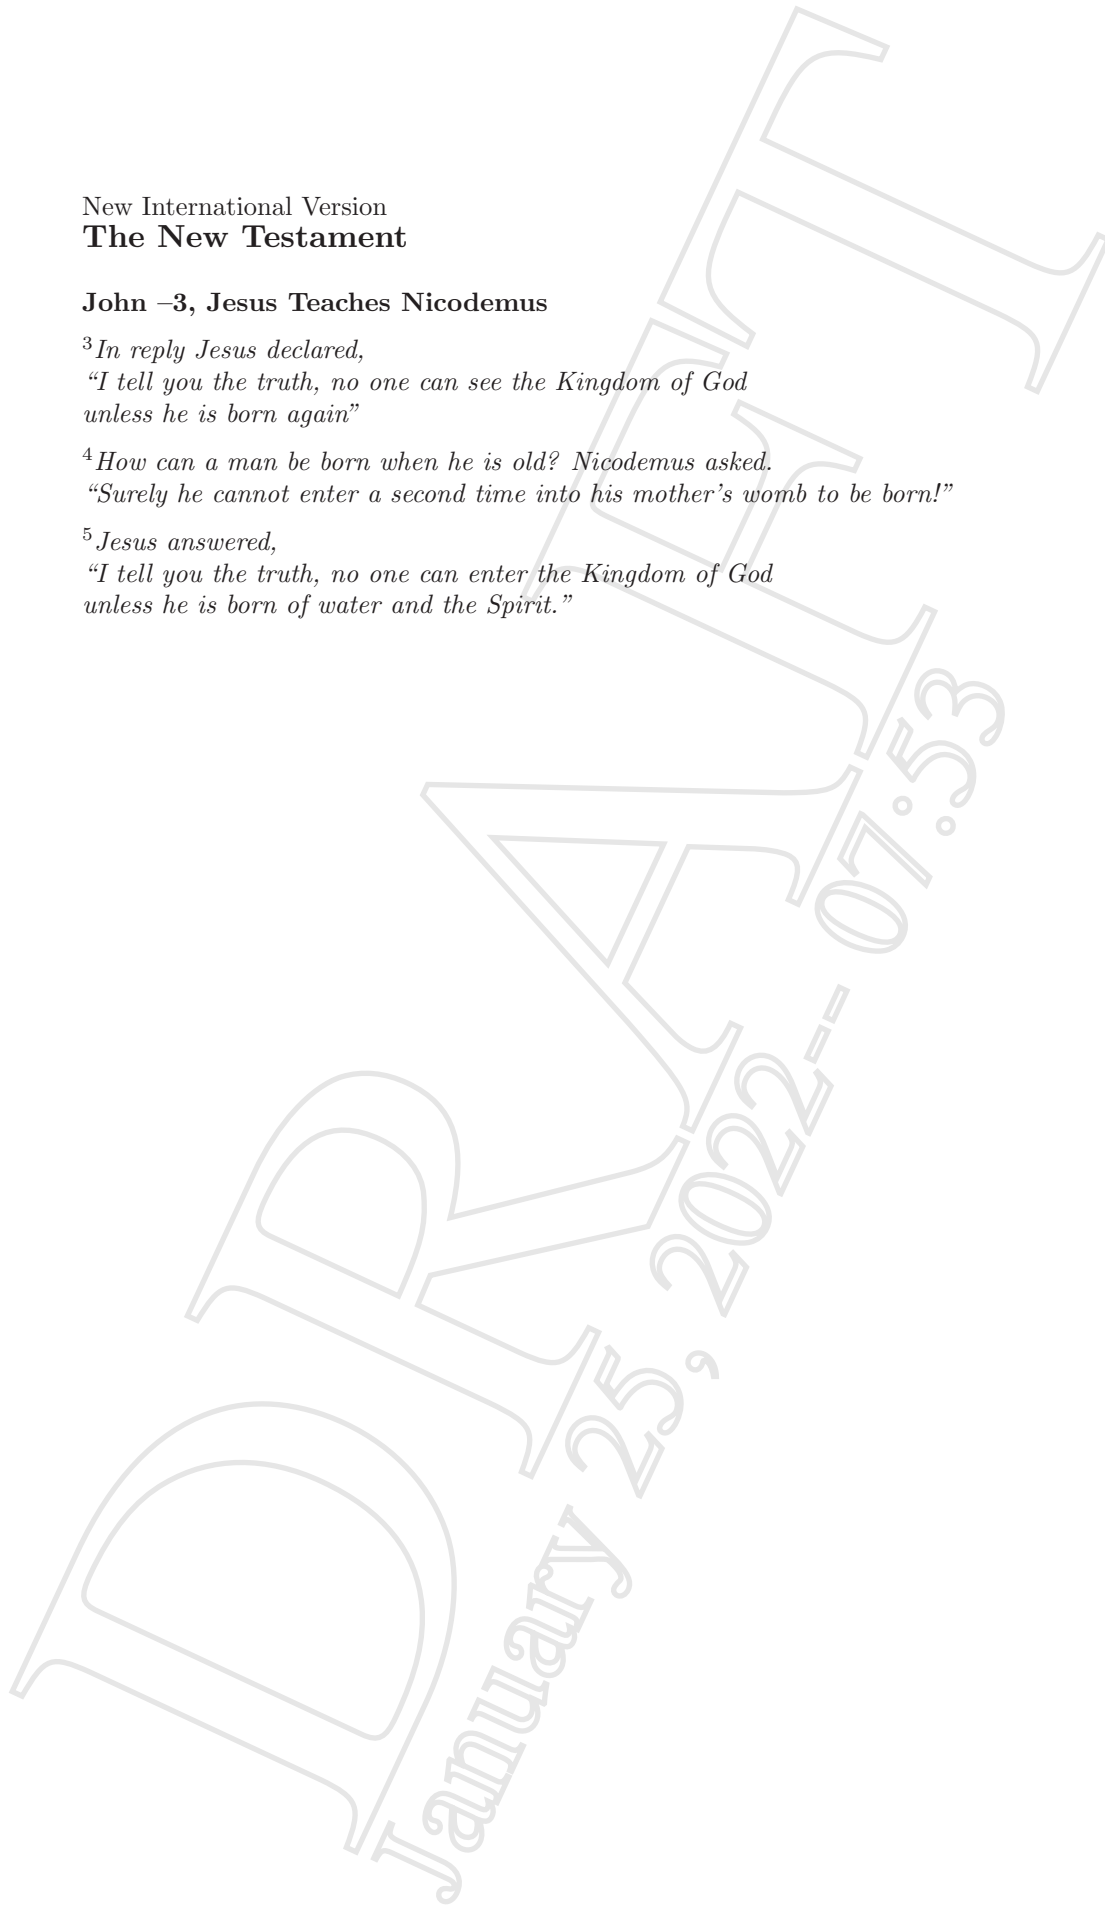 New International Version
The New Testament
John –3, Jesus Teaches Nicodemus
³In reply Jesus declared,
“I tell you the truth, no one can see the Kingdom of God
unless he is born again”
⁴How can a man be born when he is old? Nicodemus asked.
“Surely he cannot enter a second time into his mother’s womb to be born!”
⁵Jesus answered,
“I tell you the truth, no one can enter the Kingdom of God
unless he is born of water and the Spirit.”
DRAFT
January 25, 2022-- 07:53